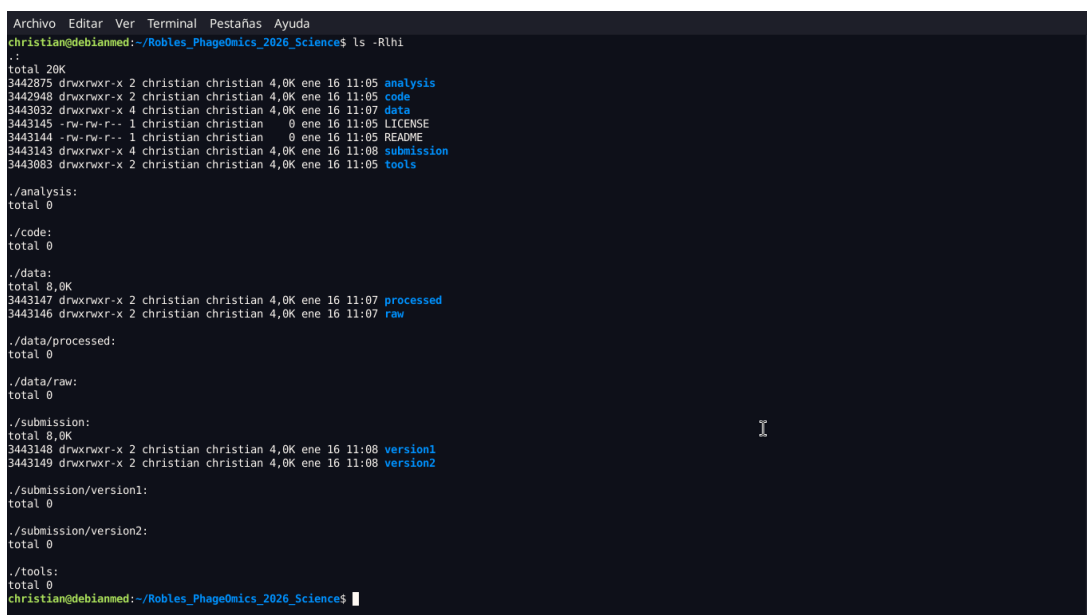 Archivo Editar Ver Terminal Pestañas Ayuda
christian@debianmed:~/Robles_PhageOmics_2026_Science$ ls -Rlhi
.:
total 20K
3442875 drwxrwxr-x 2 christian christian 4,0K ene 16 11:05 analysis
3442948 drwxrwxr-x 2 christian christian 4,0K ene 16 11:05 code
3443032 drwxrwxr-x 4 christian christian 4,0K ene 16 11:07 data
3443145 -rw-rw-r-- 1 christian christian    0 ene 16 11:05 LICENSE
3443144 -rw-rw-r-- 1 christian christian    0 ene 16 11:05 README
3443143 drwxrwxr-x 4 christian christian 4,0K ene 16 11:08 submission
3443083 drwxrwxr-x 2 christian christian 4,0K ene 16 11:05 tools
./analysis:
total 0
./code:
total 0
./data:
total 8,0K
3443147 drwxrwxr-x 2 christian christian 4,0K ene 16 11:07 processed
3443146 drwxrwxr-x 2 christian christian 4,0K ene 16 11:07 raw
./data/processed:
total 0
./data/raw:
total 0
./submission:
total 8,0K
3443148 drwxrwxr-x 2 christian christian 4,0K ene 16 11:08 version1
3443149 drwxrwxr-x 2 christian christian 4,0K ene 16 11:08 version2
./submission/version1:
total 0
./submission/version2:
total 0
./tools:
total 0
christian@debianmed:~/Robles_PhageOmics_2026_Science$